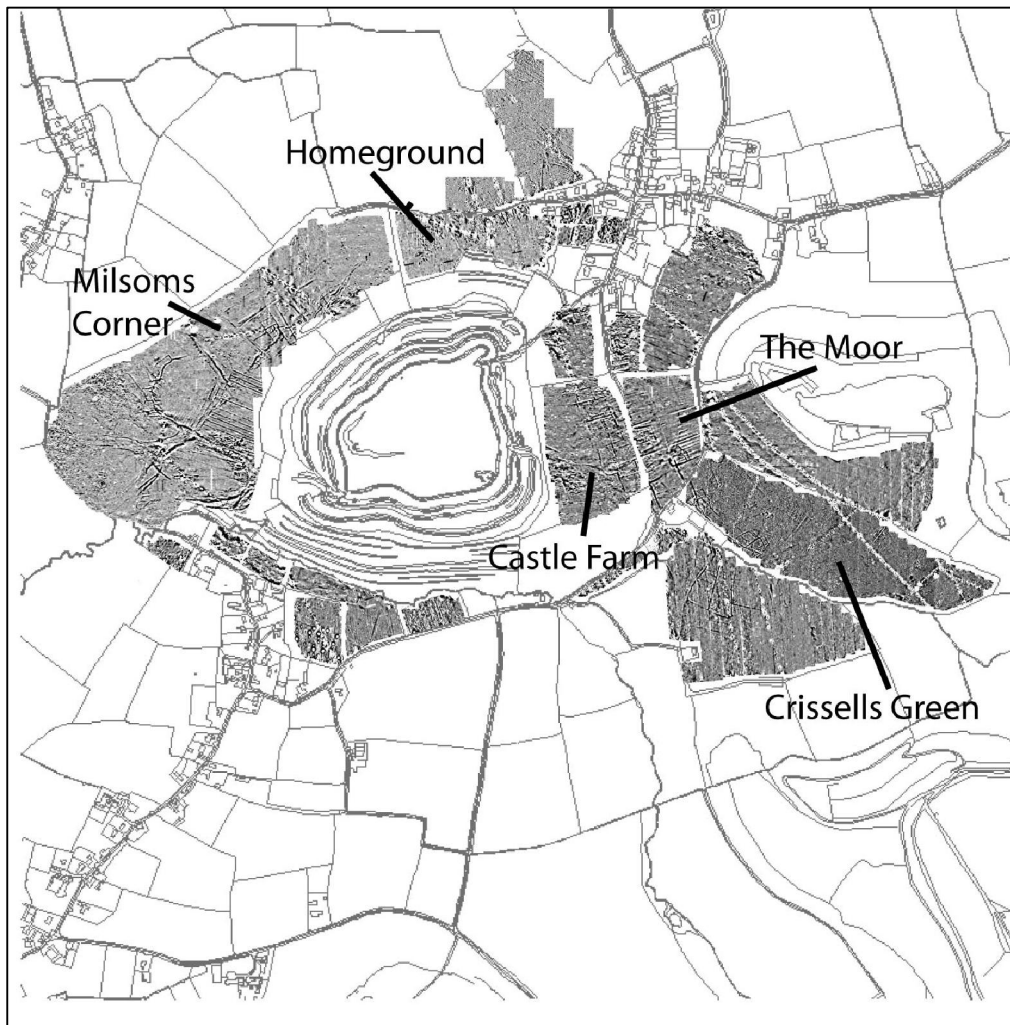 Homeground
Milsoms
Corner
The Moor
Castle Farm
Crissells Green